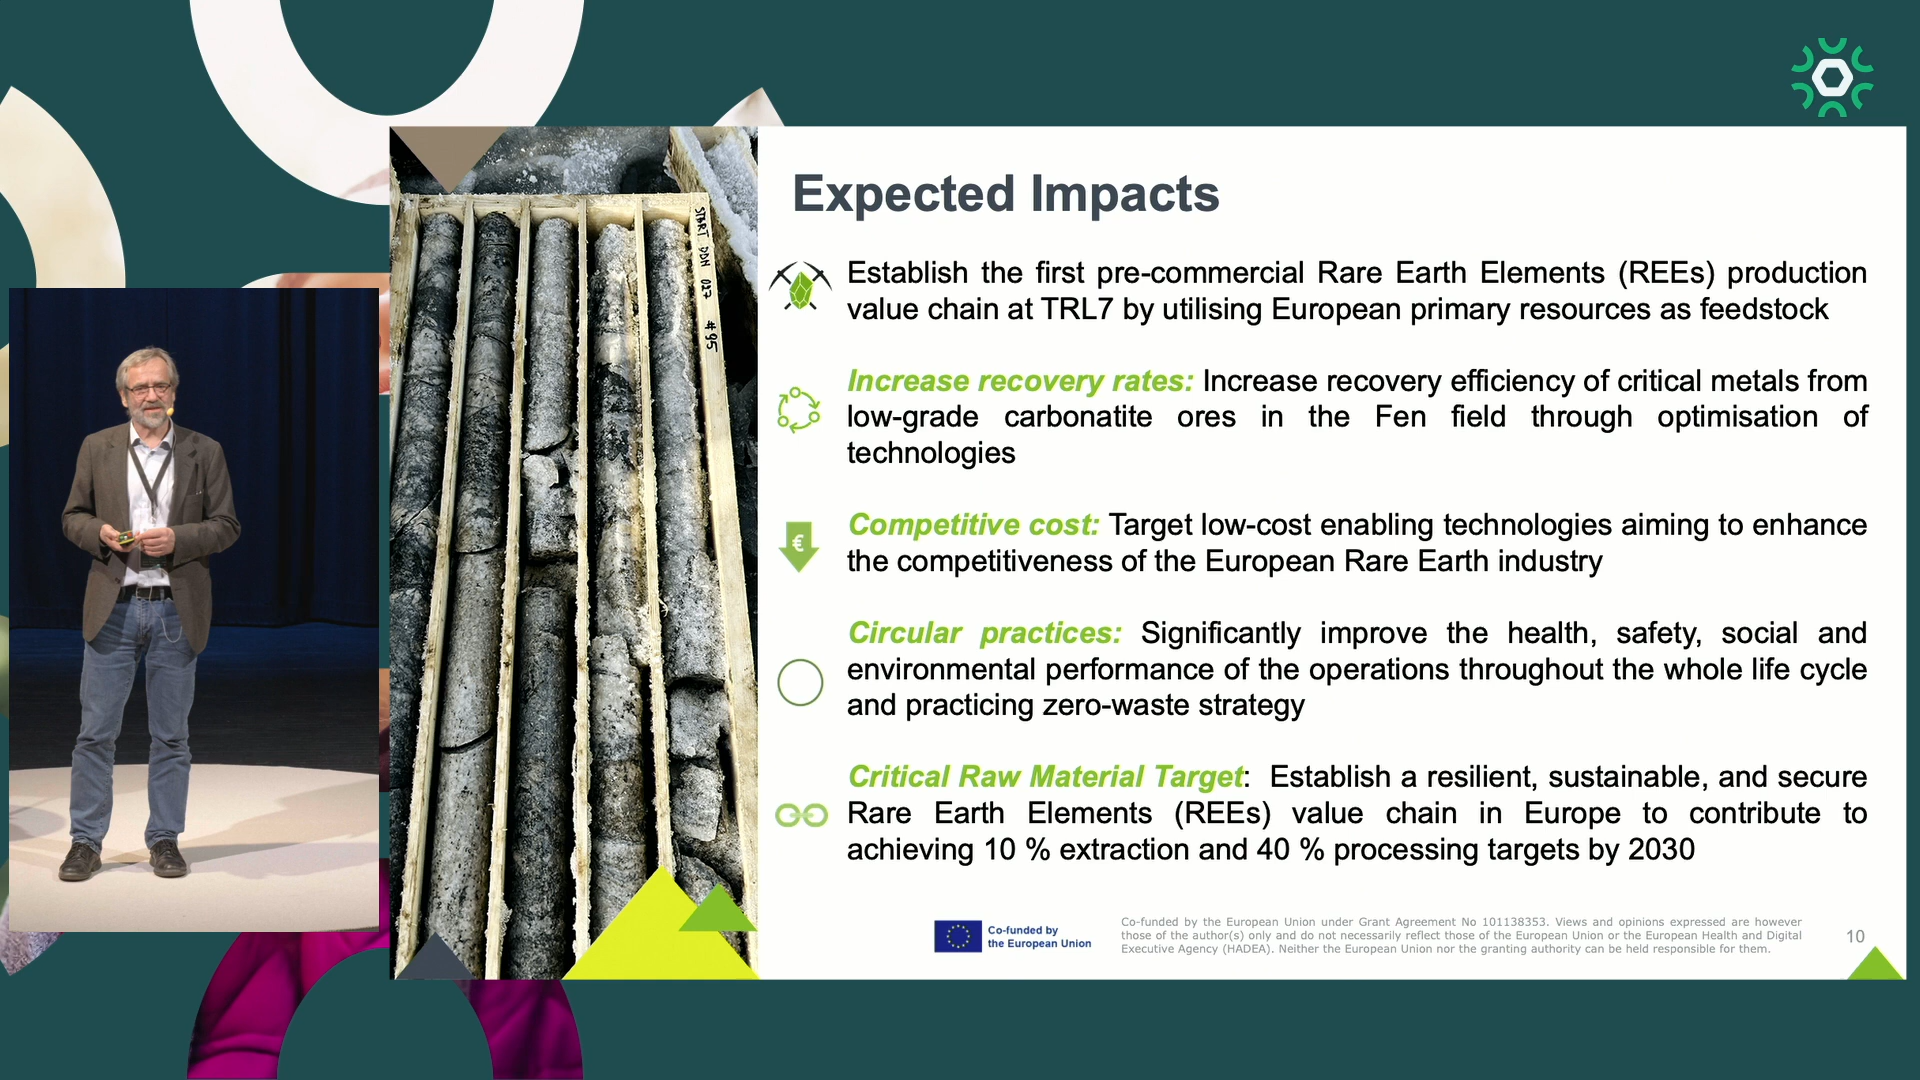 START DDH 027 #95
Expected Impacts
Establish the first pre-commercial Rare Earth Elements (REEs) production
value chain at TRL7 by utilising European primary resources as feedstock
Increase recovery rates: Increase recovery efficiency of critical metals from
low-grade carbonatite ores in the Fen field through optimisation of
technologies
€
Competitive cost: Target low-cost enabling technologies aiming to enhance
the competitiveness of the European Rare Earth industry
Circular practices: Significantly improve the health, safety, social and
environmental performance of the operations throughout the whole life cycle
and practicing zero-waste strategy
Critical Raw Material Target: Establish a resilient, sustainable, and secure
Rare Earth Elements (REEs) value chain in Europe to contribute to
achieving 10 % extraction and 40 % processing targets by 2030
Co-funded by
the European Union
Co-funded by the European Union under Grant Agreement No 101138353. Views and opinions expressed are however
those of the author(s) only and do not necessarily reflect those of the European Union or the European Health and Digital
Executive Agency (HADEA). Neither the European Union nor the granting authority can be held responsible for them.
10